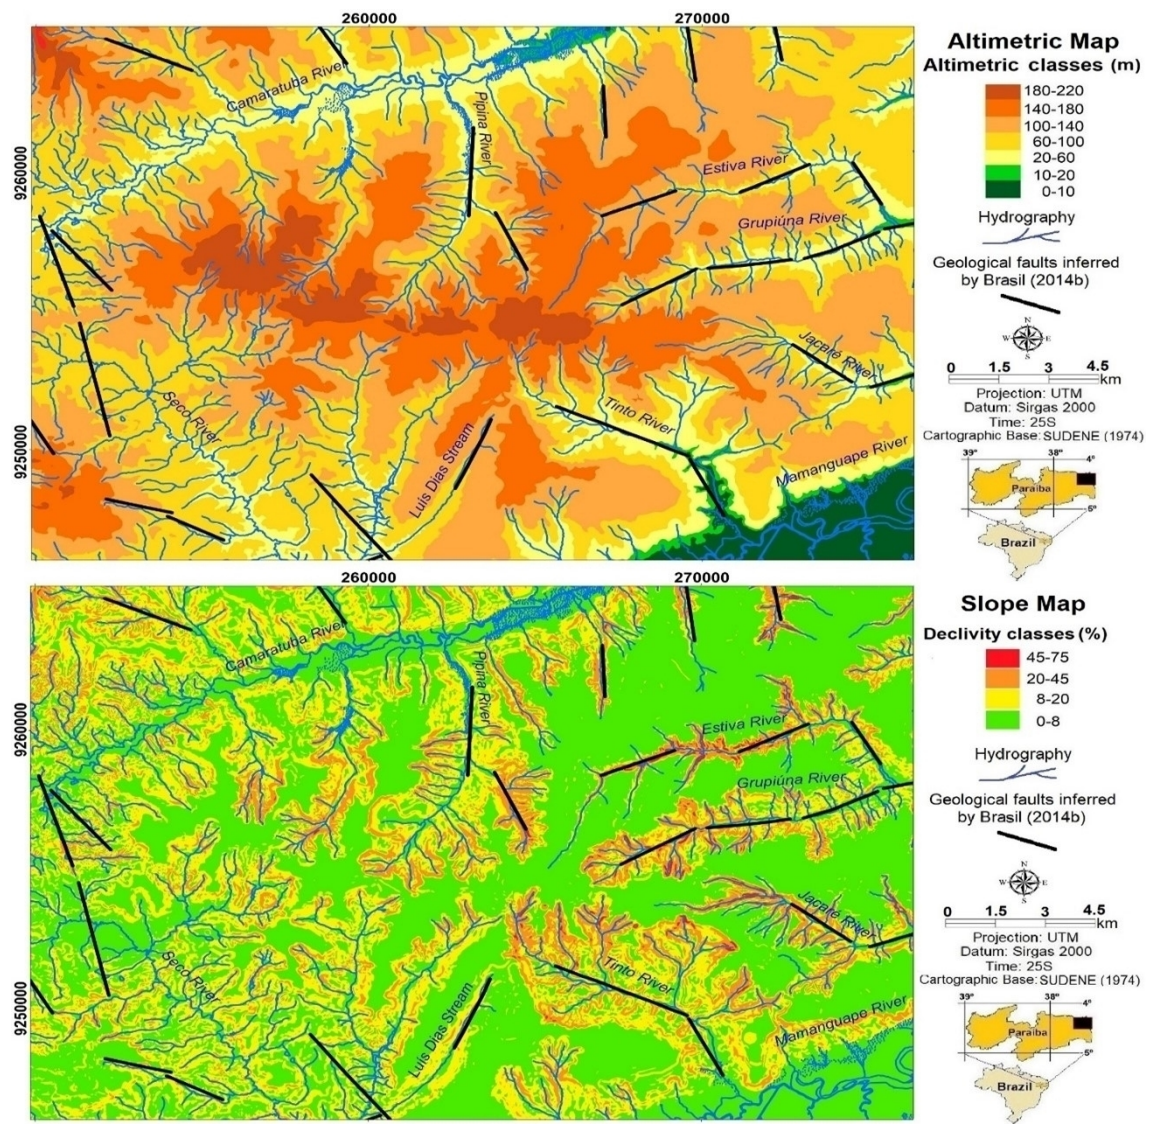 260000
270000
9260000
9250000
Camaratuba River
Pipina River
Estiva River
Grupiúna River
Jacaré River
Seco River
Tinto River
Luis Dias Stream
Mamanguape River
Altimetric Map
Altimetric classes (m)
180-220
140-180
100-140
60-100
20-60
10-20
0-10
Hydrography
Geological faults inferred
by Brasil (2014b)
N
W
E
S
0 1.5 3 4.5
km
Projection: UTM
Datum: Sirgas 2000
Time: 25S
Cartographic Base: SUDENE (1974)
39° 38° 4°
Paraiba
5°
Brazil
260000
270000
9260000
9250000
Camaratuba River
Pipina River
Estiva River
Grupiúna River
Jacaré River
Seco River
Tinto River
Luis Dias Stream
Mamanguape River
Slope Map
Declivity classes (%)
45-75
20-45
8-20
0-8
Hydrography
Geological faults inferred
by Brasil (2014b)
N
W
E
S
0 1.5 3 4.5
km
Projection: UTM
Datum: Sirgas 2000
Time: 25S
Cartographic Base: SUDENE (1974)
39° 38° 4°
Paraiba
5°
Brazil